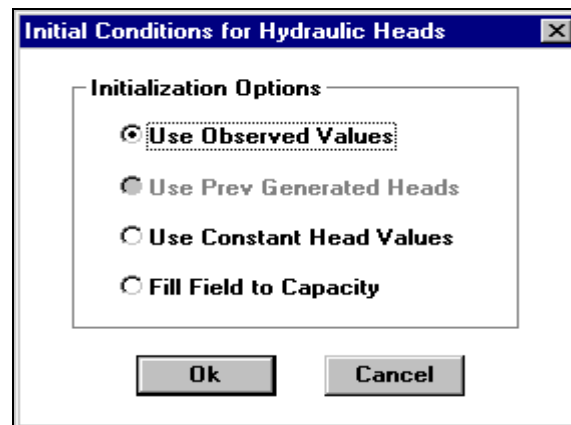 Initial Conditions for Hydraulic Heads
Initialization Options
Use Observed Values
Use Prev Generated Heads
Use Constant Head Values
Fill Field to Capacity
Ok
Cancel